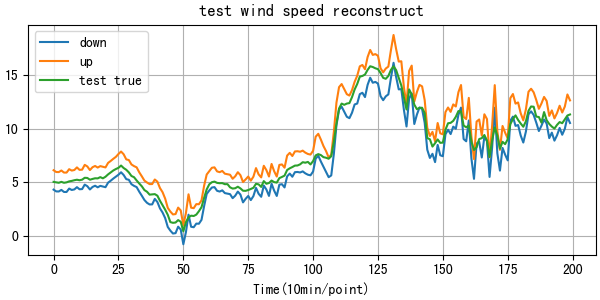 test wind speed reconstruct
down
up
test true
15
10
5
0
0 25 50 75 100 125 150 175 200
Time(10min/point)